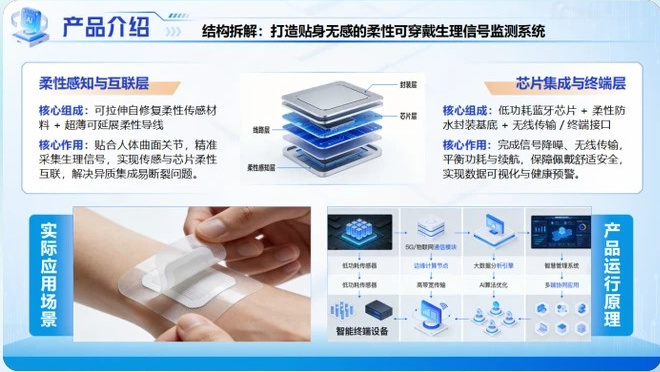 产品介绍
结构拆解：打造贴身无感的柔性可穿戴生理信号监测系统
柔性感知与互联层
核心组成：可拉伸自修复柔性传感材
料 + 超薄可延展柔性导线
核心作用：贴合人体曲面关节，精准
采集生理信号，实现传感与芯片柔性
互联，解决异质集成易断裂问题。
封装层
芯片层
线路层
柔性感知层
芯片集成与终端层
核心组成：低功耗蓝牙芯片 + 柔性防
水封装基底 + 无线传输 / 终端接口
核心作用：完成信号降噪、无线传输，
平衡功耗与续航，保障佩戴舒适安全，
实现数据可视化与健康预警。
实际应用场景
5G/物联网通信模块
低功耗传感器
边缘计算节点
大数据分析引擎
智慧管理系统
低功耗传感器
高带宽传输
AI算法优化
多端协同应用
智能终端设备
产品运行原理